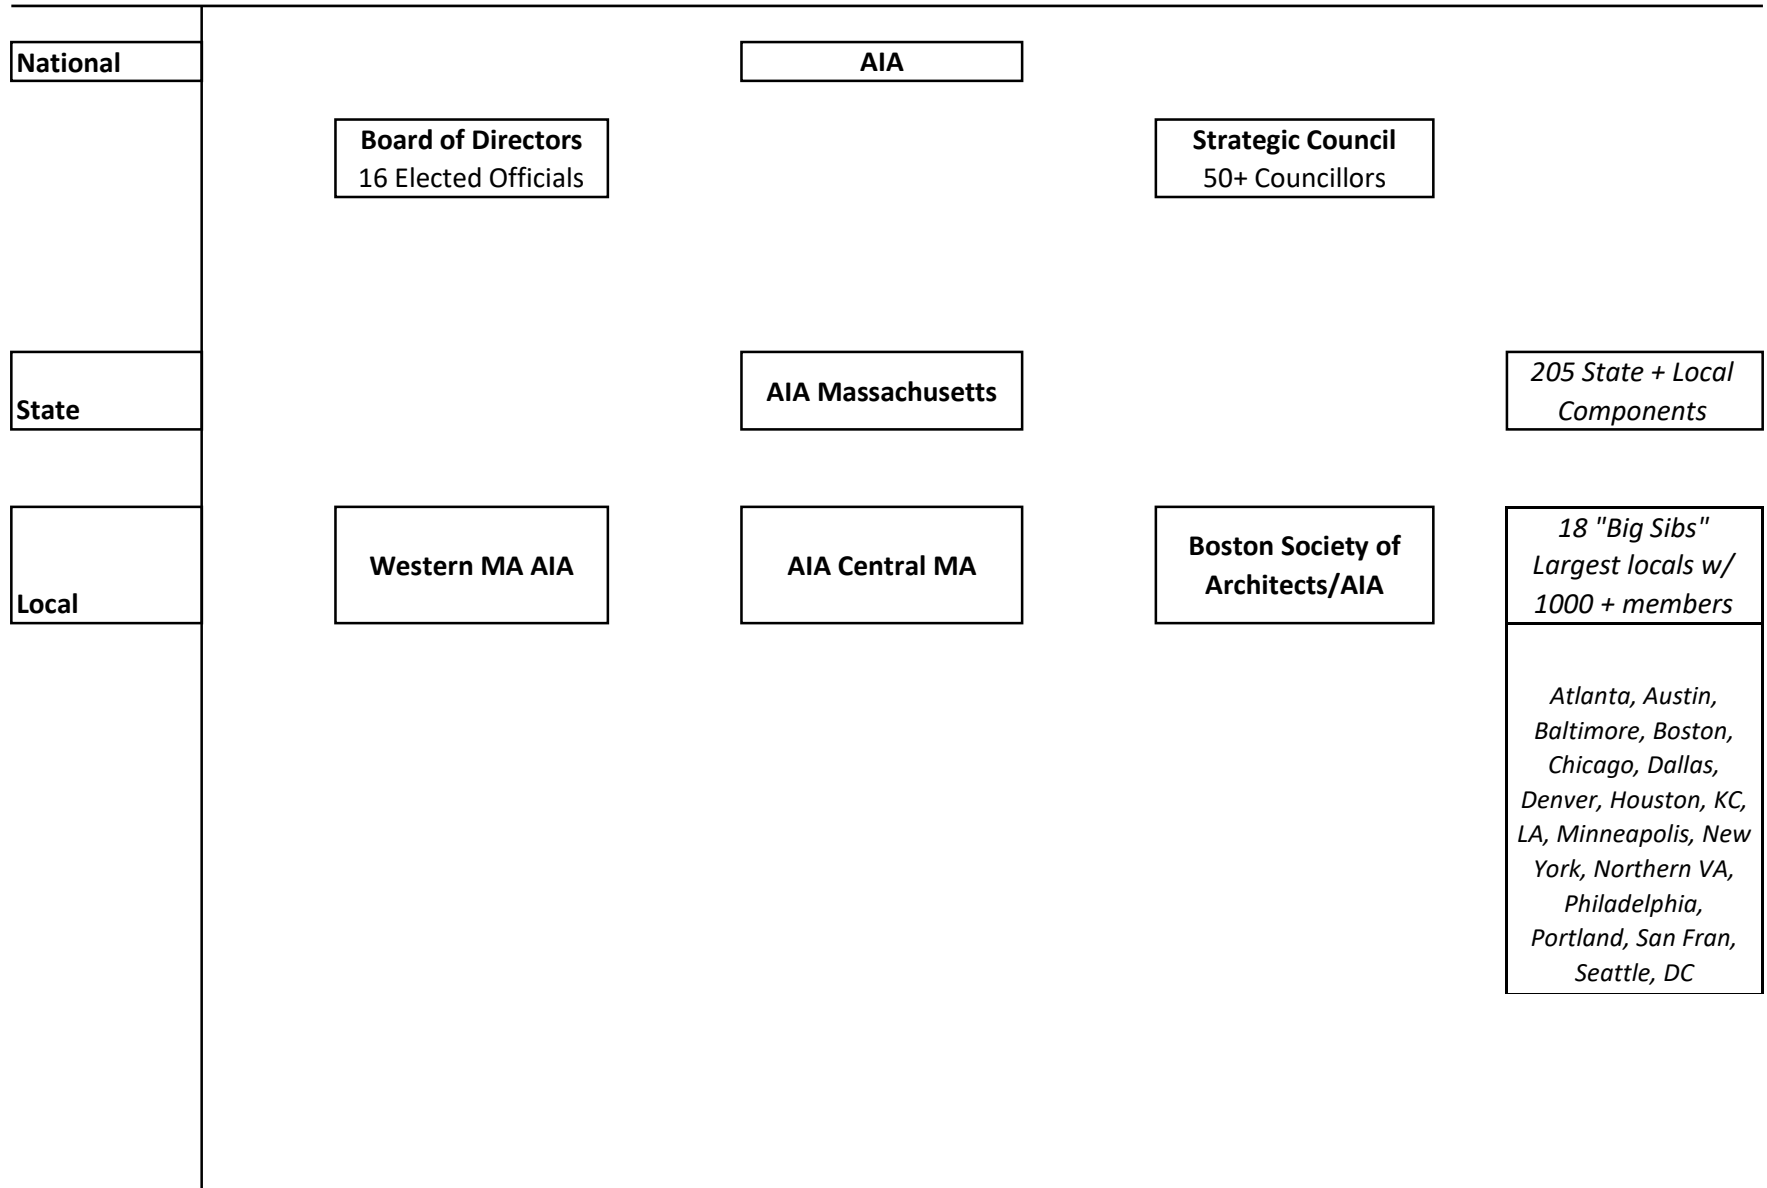 National
AIA
Board of Directors
16 Elected Officials
Strategic Council
50+ Councillors
State
AIA Massachusetts
205 State + Local
Components
Local
Western MA AIA
AIA Central MA
Boston Society of
Architects/AIA
18 "Big Sibs"
Largest locals w/
1000 + members
Atlanta, Austin,
Baltimore, Boston,
Chicago, Dallas,
Denver, Houston, KC,
LA, Minneapolis, New
York, Northern VA,
Philadelphia,
Portland, San Fran,
Seattle, DC